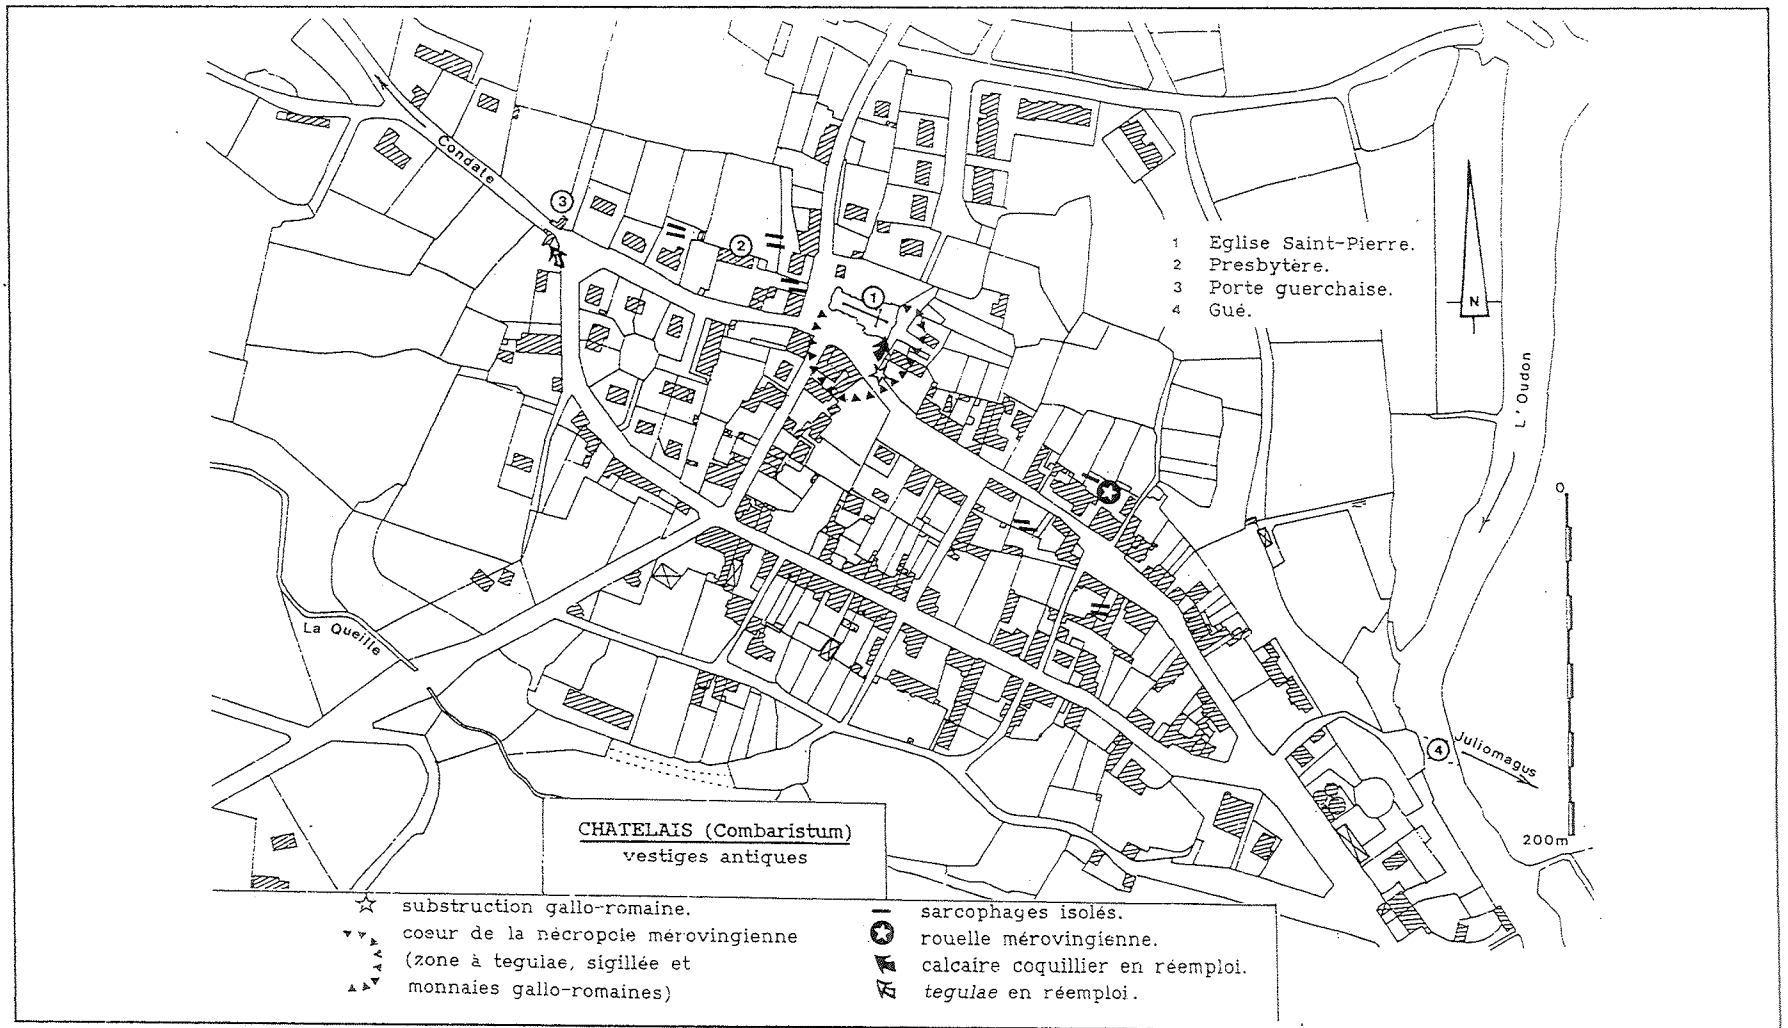 Condate
3
2
1
1 Eglise Saint-Pierre.
2 Presbytère.
3 Porte guerchaise.
4 Gué.
N
L'Oudon
0
200m
La Queille
4
Juliomagus
CHATELAIS (Combaristum)
vestiges antiques
substruction gallo-romaine.
coeur de la nécropole mérovingienne
(zone à tegulae, sigillée et
monnaies gallo-romaines)
sarcophages isolés.
rouelle mérovingienne.
calcaire coquillier en réemploi.
tegulae en réemploi.